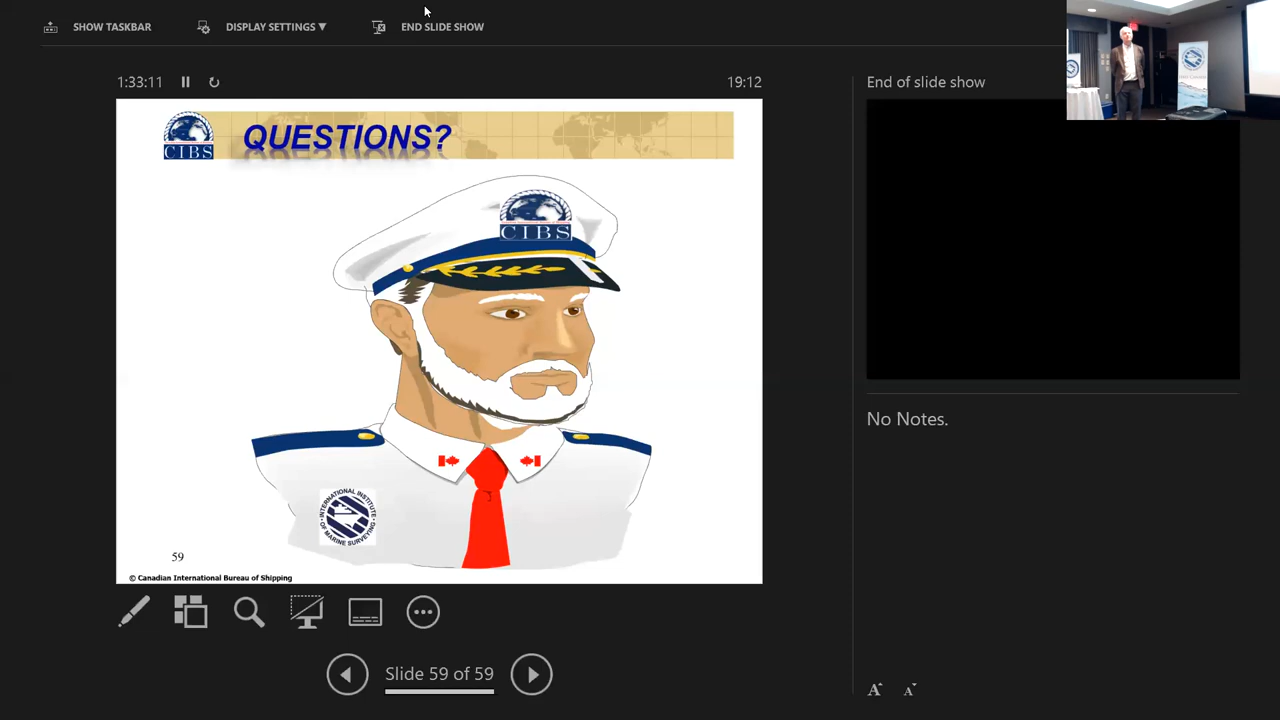 SHOW TASKBAR
DISPLAY SETTINGS ▼
END SLIDE SHOW
1:33:11
19:12
End of slide show
CIBS
QUESTIONS?
CIBS
INTERNATIONAL INSTITUTE
OF MARINE SURVEYING
59
© Canadian International Bureau of Shipping
No Notes.
Slide 59 of 59
A
A